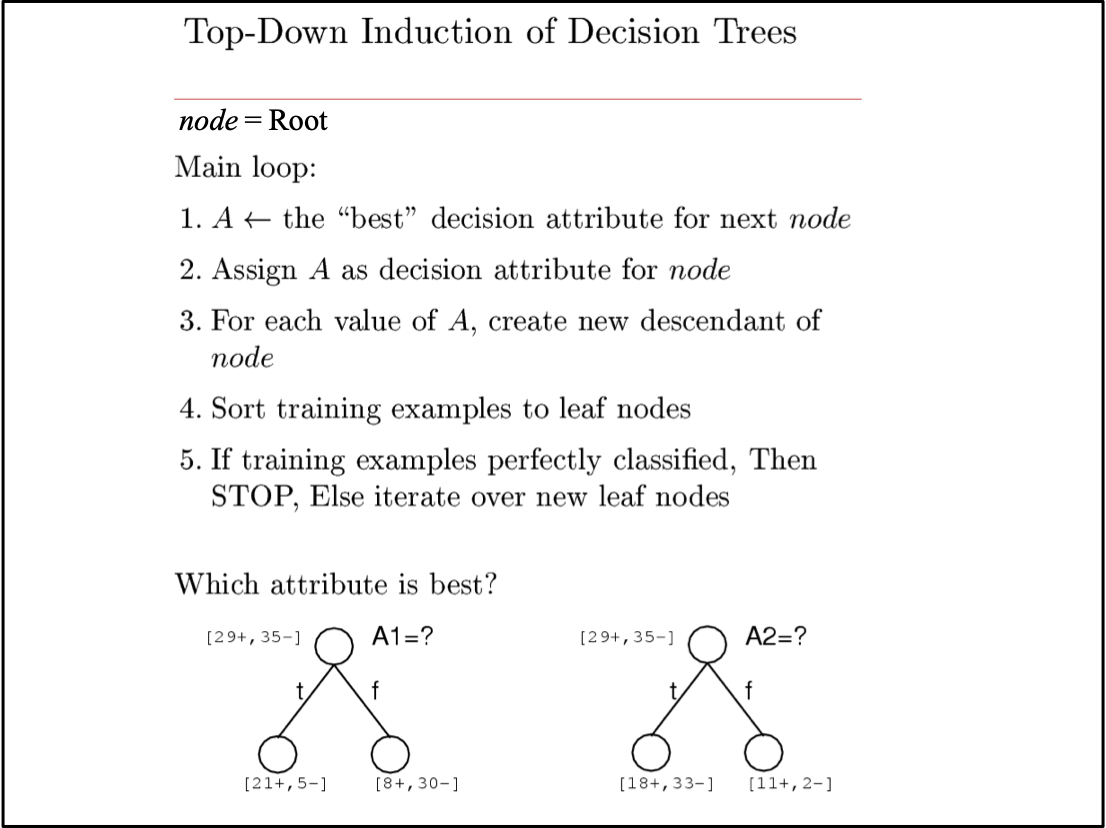 Top-Down Induction of Decision Trees
node = Root
Main loop:
1. A ← the “best” decision attribute for next node
2. Assign A as decision attribute for node
3. For each value of A, create new descendant of
node
4. Sort training examples to leaf nodes
5. If training examples perfectly classified, Then
STOP, Else iterate over new leaf nodes
Which attribute is best?
[29+,35-] A1=?
t f
[21+,5-] [8+,30-]
[29+,35-] A2=?
t f
[18+,33-] [11+,2-]